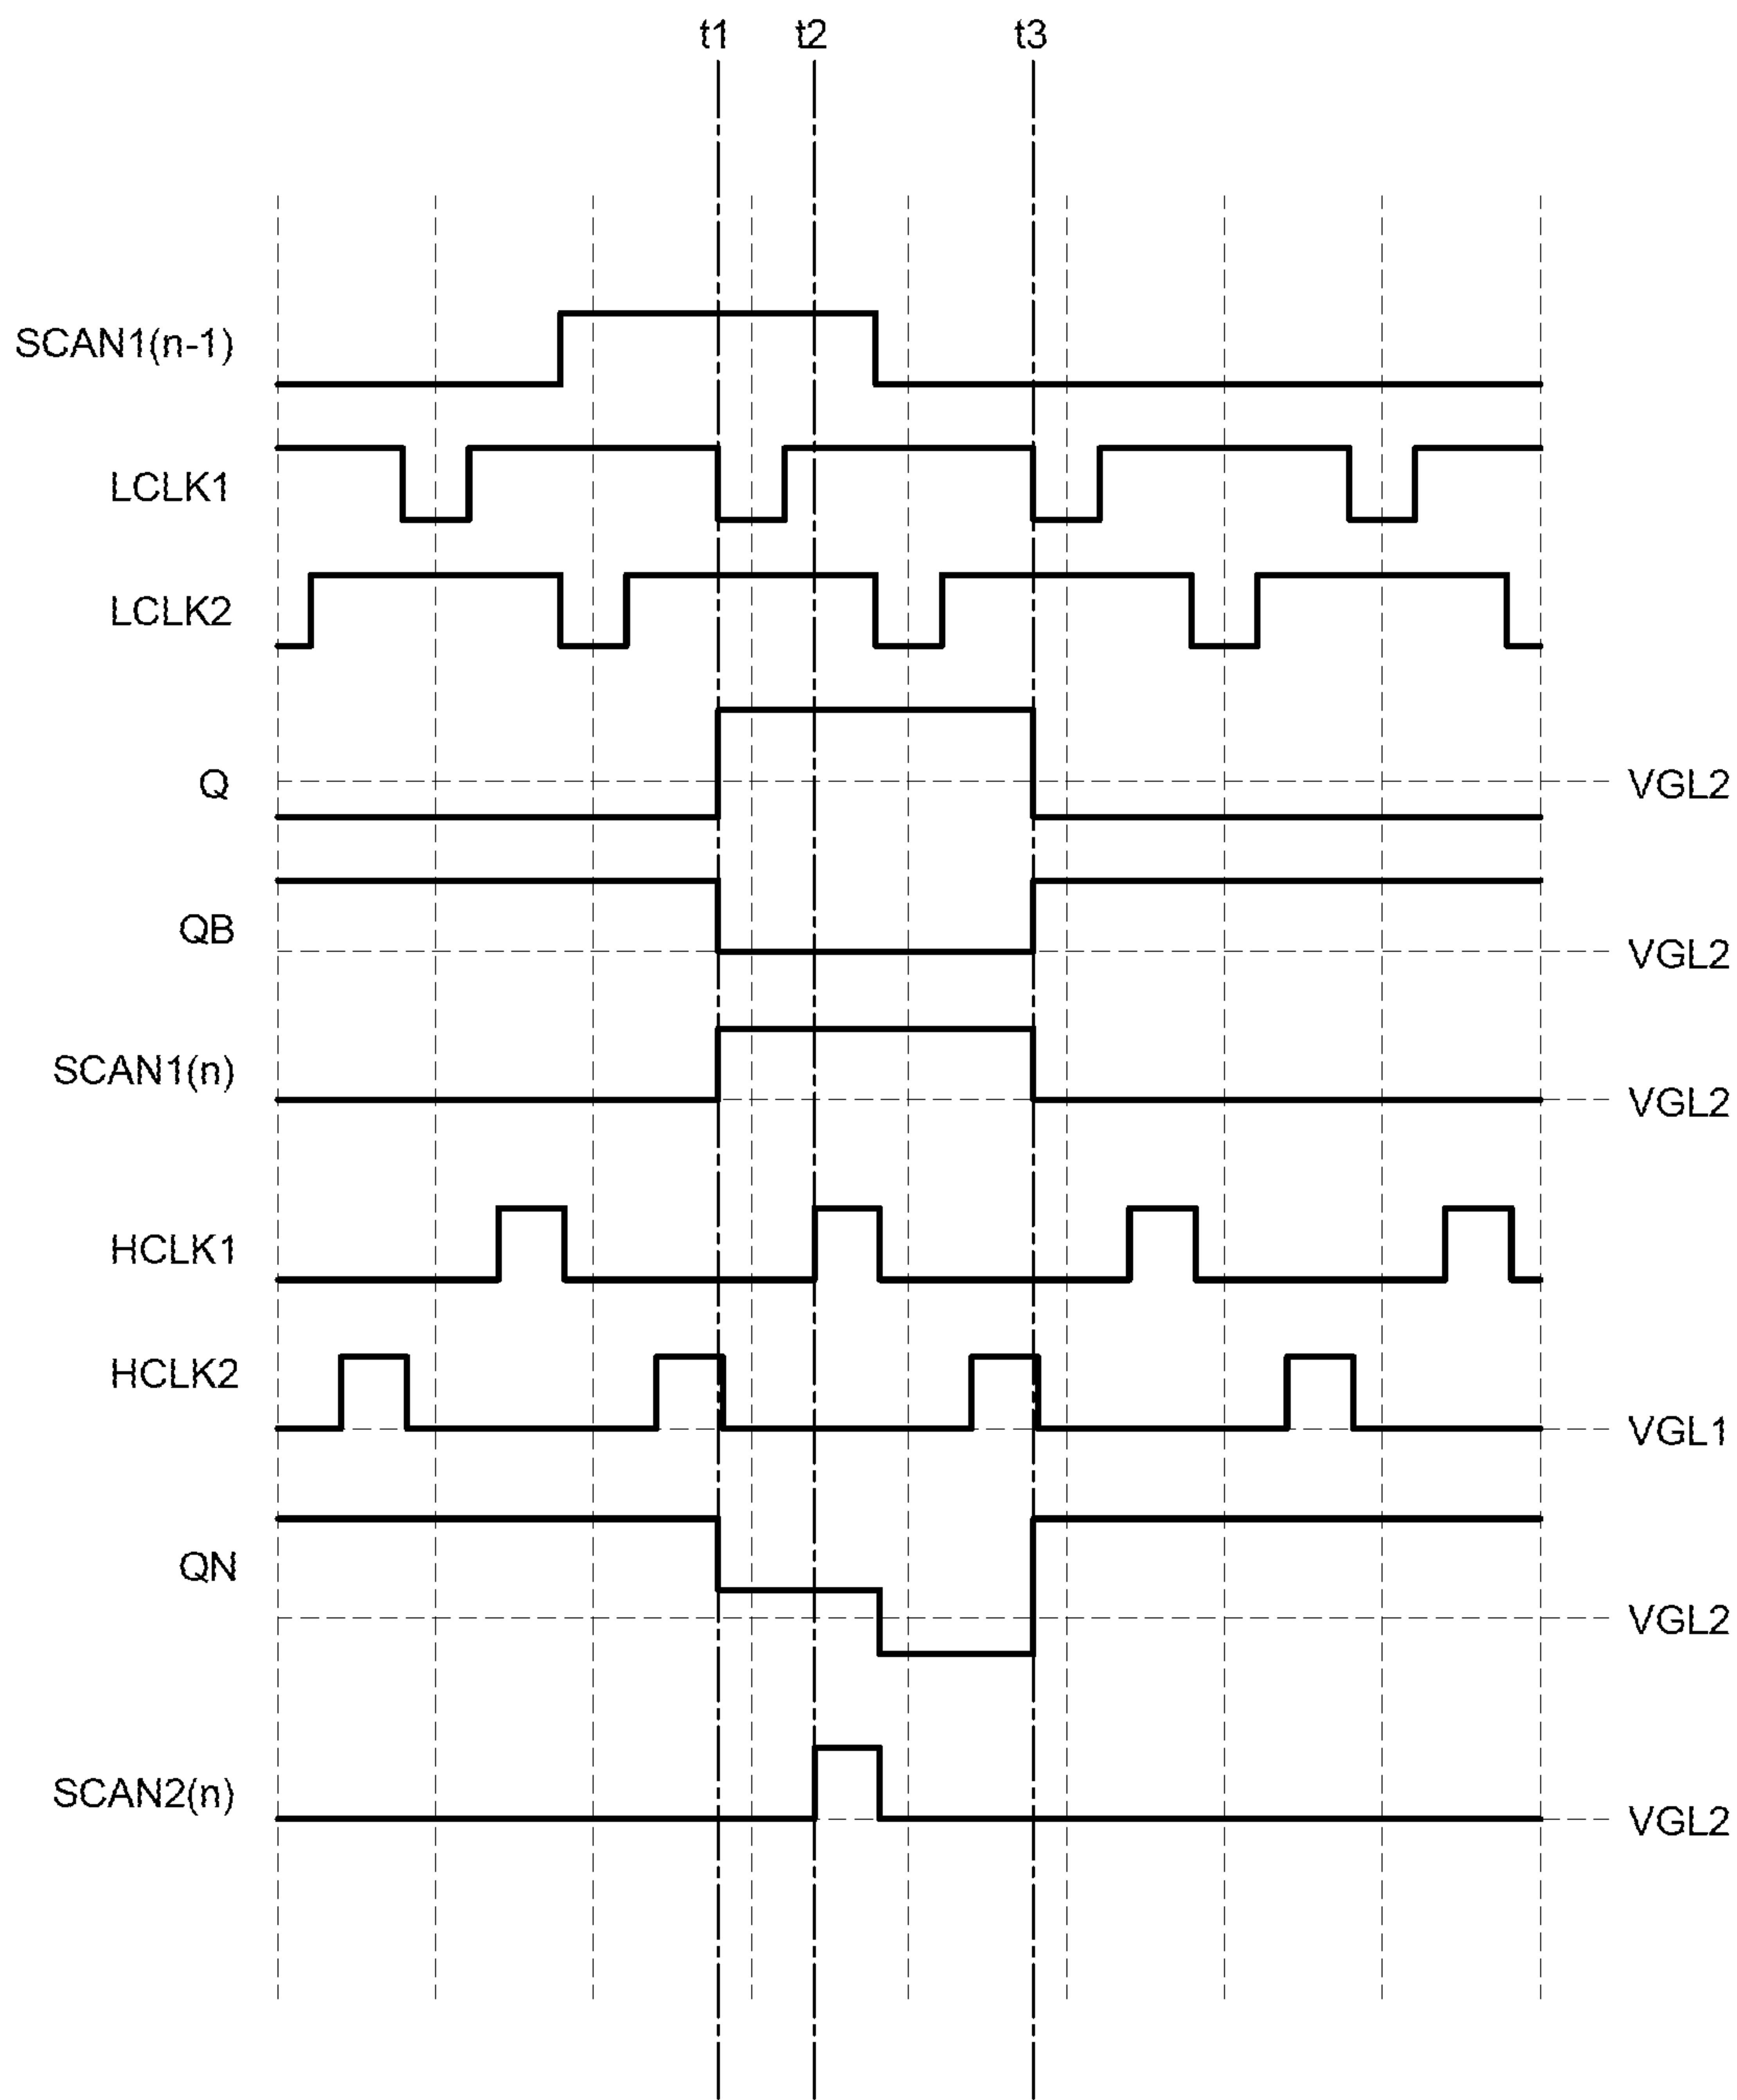 t1 t2 t3
SCAN1(n-1)
LCLK1
LCLK2
Q VGL2
QB VGL2
SCAN1(n) VGL2
HCLK1
HCLK2 VGL1
QN VGL2
SCAN2(n) VGL2